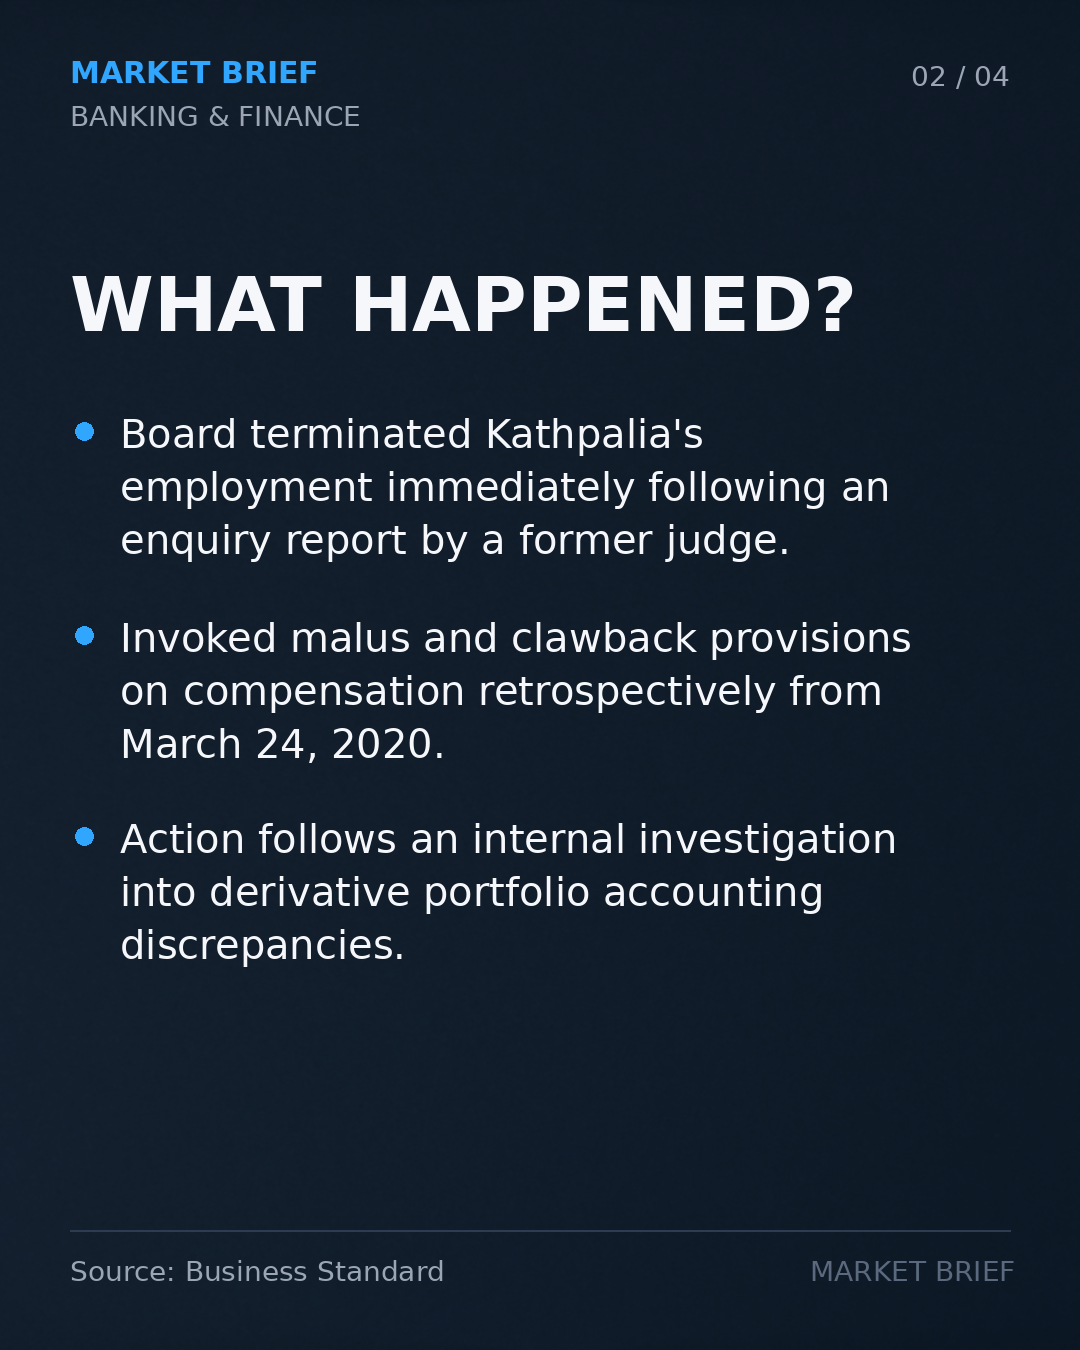 MARKET BRIEF
02 / 04
BANKING & FINANCE
WHAT HAPPENED?
Board terminated Kathpalia's
employment immediately following an
enquiry report by a former judge.
Invoked malus and clawback provisions
on compensation retrospectively from
March 24, 2020.
Action follows an internal investigation
into derivative portfolio accounting
discrepancies.
Source: Business Standard
MARKET BRIEF